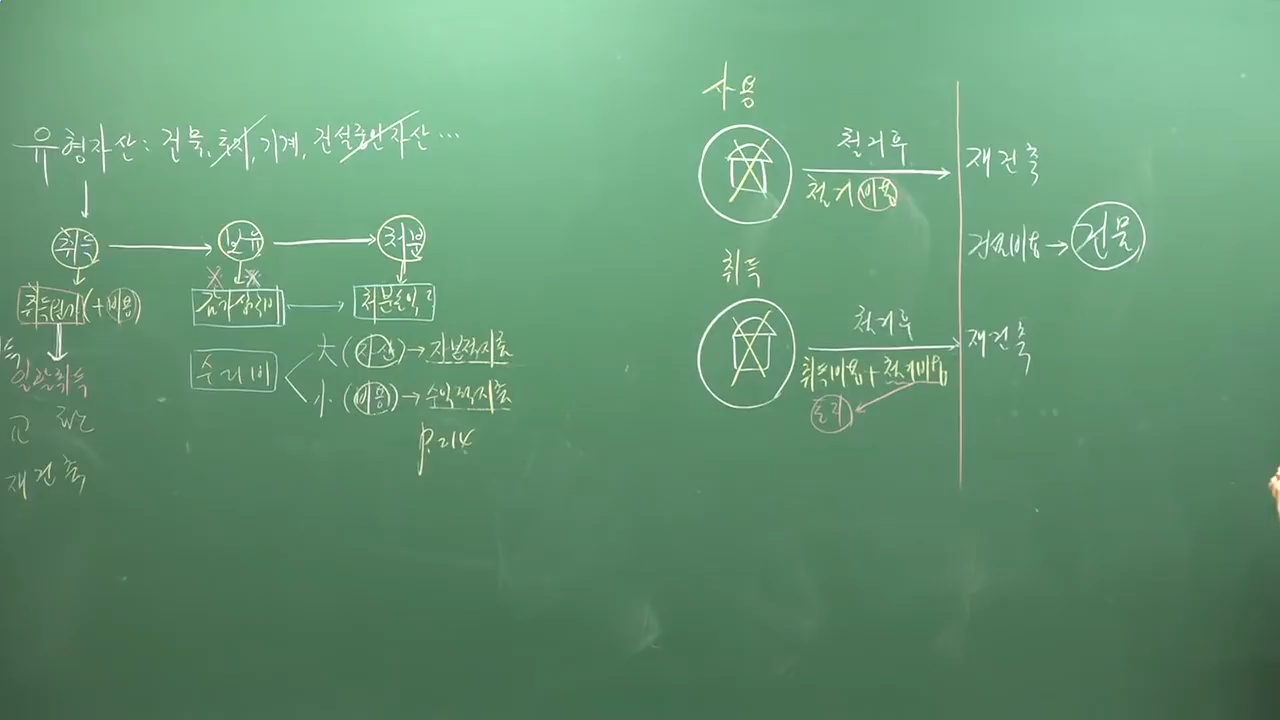 유형자산: 건물, 토지, 기계, 건설중인자산 ...
취득 → 보유 → 처분
취득원가 (+비용)
감가상각비
처분손익
수리비
大 (자산) → 자본적지출
小 (비용) → 수익적지출
p.214
득
일괄취득
교환
재건축
사용
철거후
철거비용
재건축
건설비용 → 건물
취득
철거후
취득비용 + 철거비용
토지
재건축